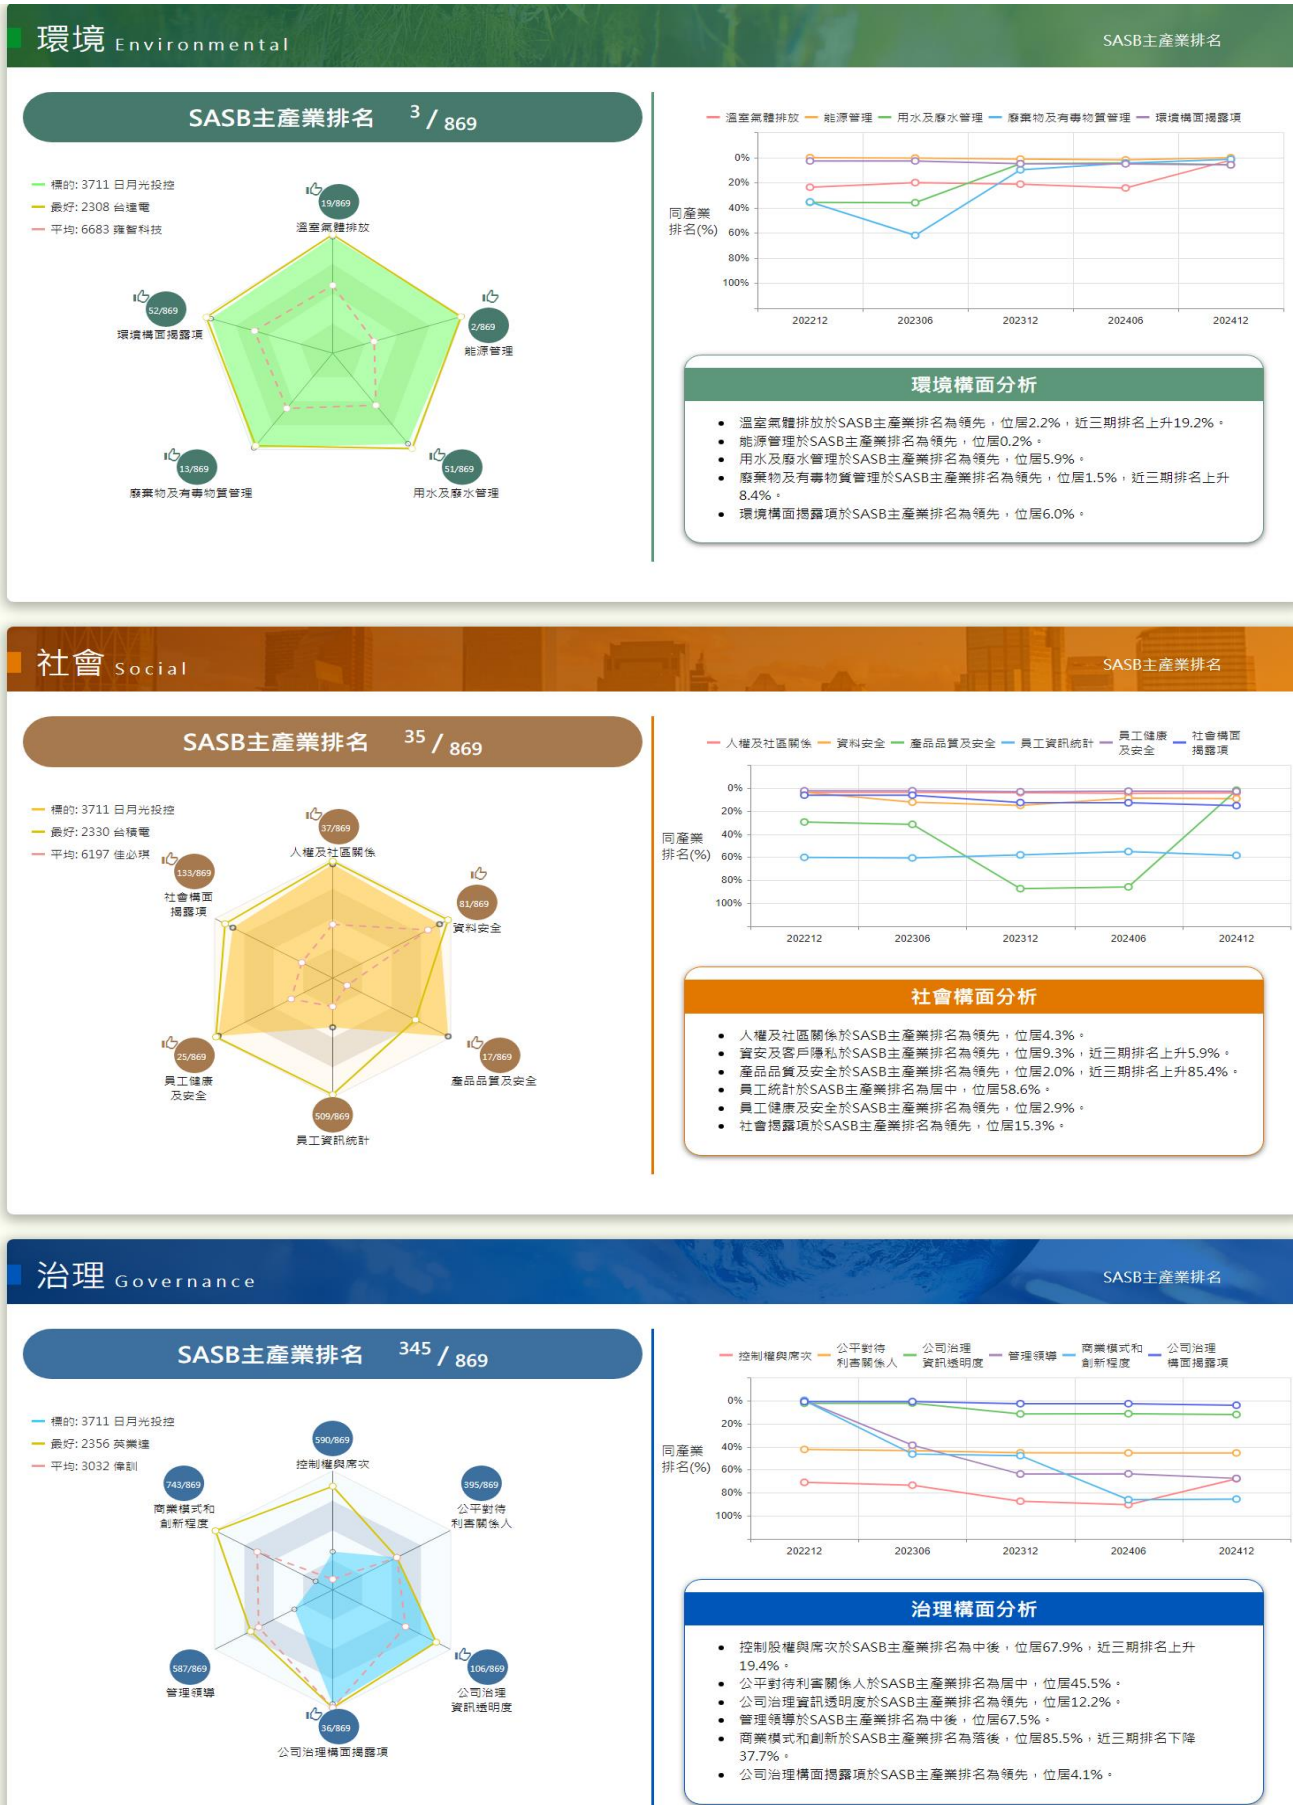 環境 Environmental
SASB主產業排名
SASB主產業排名 3 / 869
標的: 3711 日月光投控
最好: 2308 台達電
平均: 6683 雍智科技
19/869
溫室氣體排放
52/869
環境構面揭露項
2/869
能源管理
13/869
廢棄物及有毒物質管理
51/869
用水及廢水管理
溫室氣體排放 能源管理 用水及廢水管理 廢棄物及有毒物質管理 環境構面揭露項
同產業
排名(%)
0%
20%
40%
60%
80%
100%
202212 202306 202312 202406 202412
環境構面分析
• 溫室氣體排放於SASB主產業排名為領先，位居2.2%，近三期排名上升19.2%。
• 能源管理於SASB主產業排名為領先，位居0.2%。
• 用水及廢水管理於SASB主產業排名為領先，位居5.9%。
• 廢棄物及有毒物質管理於SASB主產業排名為領先，位居1.5%，近三期排名上升
8.4%。
• 環境構面揭露項於SASB主產業排名為領先，位居6.0%。
社會 Social
SASB主產業排名
SASB主產業排名 35 / 869
標的: 3711 日月光投控
最好: 2330 台積電
平均: 6197 佳必琪
37/869
人權及社區關係
133/869
社會構面
揭露項
81/869
資料安全
25/869
員工健康
及安全
17/869
產品品質及安全
509/869
員工資訊統計
人權及社區關係 資料安全 產品品質及安全 員工資訊統計 員工健康
及安全 社會構面
揭露項
同產業
排名(%)
0%
20%
40%
60%
80%
100%
202212 202306 202312 202406 202412
社會構面分析
• 人權及社區關係於SASB主產業排名為領先，位居4.3%。
• 資安及客戶隱私於SASB主產業排名為領先，位居9.3%，近三期排名上升5.9%。
• 產品品質及安全於SASB主產業排名為領先，位居2.0%，近三期排名上升85.4%。
• 員工統計於SASB主產業排名為居中，位居58.6%。
• 員工健康及安全於SASB主產業排名為領先，位居2.9%。
• 社會揭露項於SASB主產業排名為領先，位居15.3%。
治理 Governance
SASB主產業排名
SASB主產業排名 345 / 869
標的: 3711 日月光投控
最好: 2356 英業達
平均: 3032 偉訓
590/869
控制權與席次
743/869
商業模式和
創新程度
395/869
公平對待
利害關係人
587/869
管理領導
106/869
公司治理
資訊透明度
36/869
公司治理構面揭露項
控制權與席次 公平對待
利害關係人 公司治理
資訊透明度 管理領導 商業模式和
創新程度 公司治理
構面揭露項
同產業
排名(%)
0%
20%
40%
60%
80%
100%
202212 202306 202312 202406 202412
治理構面分析
• 控制股權與席次於SASB主產業排名為中後，位居67.9%，近三期排名上升
19.4%。
• 公平對待利害關係人於SASB主產業排名為居中，位居45.5%。
• 公司治理資訊透明度於SASB主產業排名為領先，位居12.2%。
• 管理領導於SASB主產業排名為中後，位居67.5%。
• 商業模式和創新於SASB主產業排名為落後，位居85.5%，近三期排名下降
37.7%。
• 公司治理構面揭露項於SASB主產業排名為領先，位居4.1%。